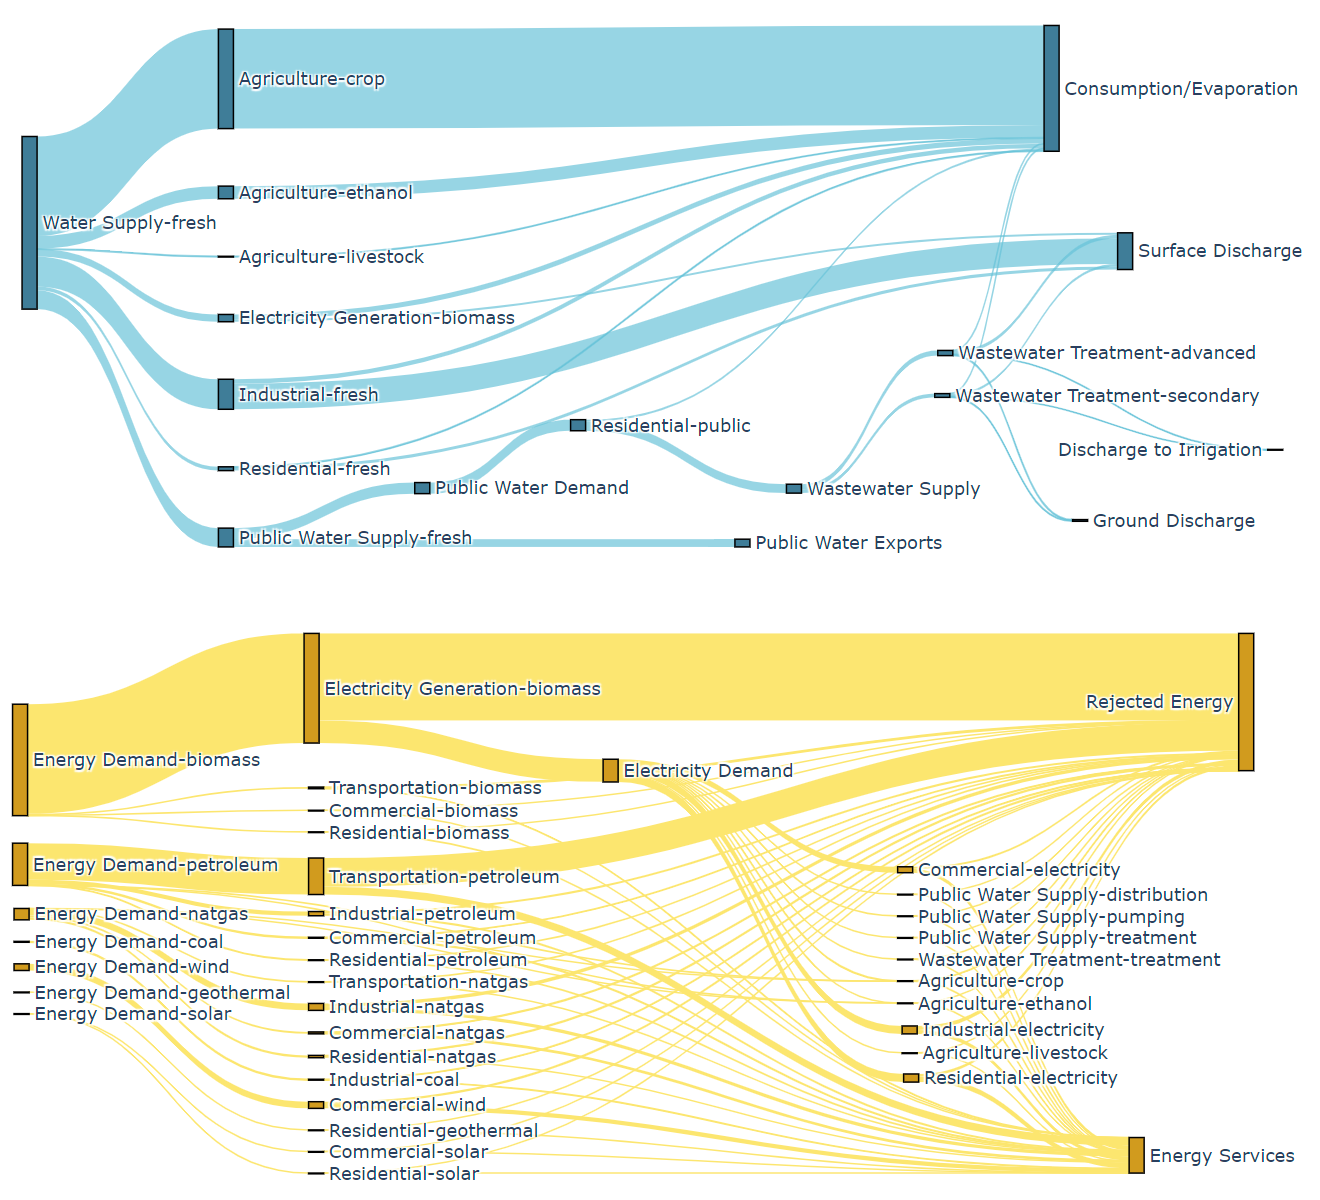 Agriculture-crop
Consumption/Evaporation
Agriculture-ethanol
Water Supply-fresh
Surface Discharge
Agriculture-livestock
Electricity Generation-biomass
Wastewater Treatment-advanced
Industrial-fresh
Wastewater Treatment-secondary
Residential-public
Discharge to Irrigation
Residential-fresh
Public Water Demand
Wastewater Supply
Ground Discharge
Public Water Supply-fresh
Public Water Exports
Electricity Generation-biomass
Rejected Energy
Energy Demand-biomass
Electricity Demand
Transportation-biomass
Commercial-biomass
Residential-biomass
Energy Demand-petroleum
Commercial-electricity
Transportation-petroleum
Public Water Supply-distribution
Energy Demand-natgas
Industrial-petroleum
Public Water Supply-pumping
Energy Demand-coal
Commercial-petroleum
Public Water Supply-treatment
Residential-petroleum
Wastewater Treatment-treatment
Energy Demand-wind
Transportation-natgas
Agriculture-crop
Energy Demand-geothermal
Industrial-natgas
Agriculture-ethanol
Energy Demand-solar
Commercial-natgas
Industrial-electricity
Residential-natgas
Agriculture-livestock
Industrial-coal
Residential-electricity
Commercial-wind
Residential-geothermal
Commercial-solar
Energy Services
Residential-solar